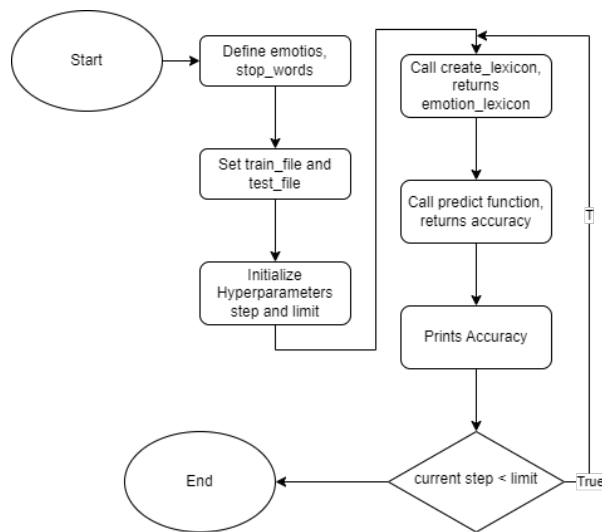 Start
Define emotios,
stop_words
Set train_file and
test_file
Initialize
Hyperparameters
step and limit
Call create_lexicon,
returns
emotion_lexicon
Call predict function,
returns accuracy
T
Prints Accuracy
current step < limit
True
End